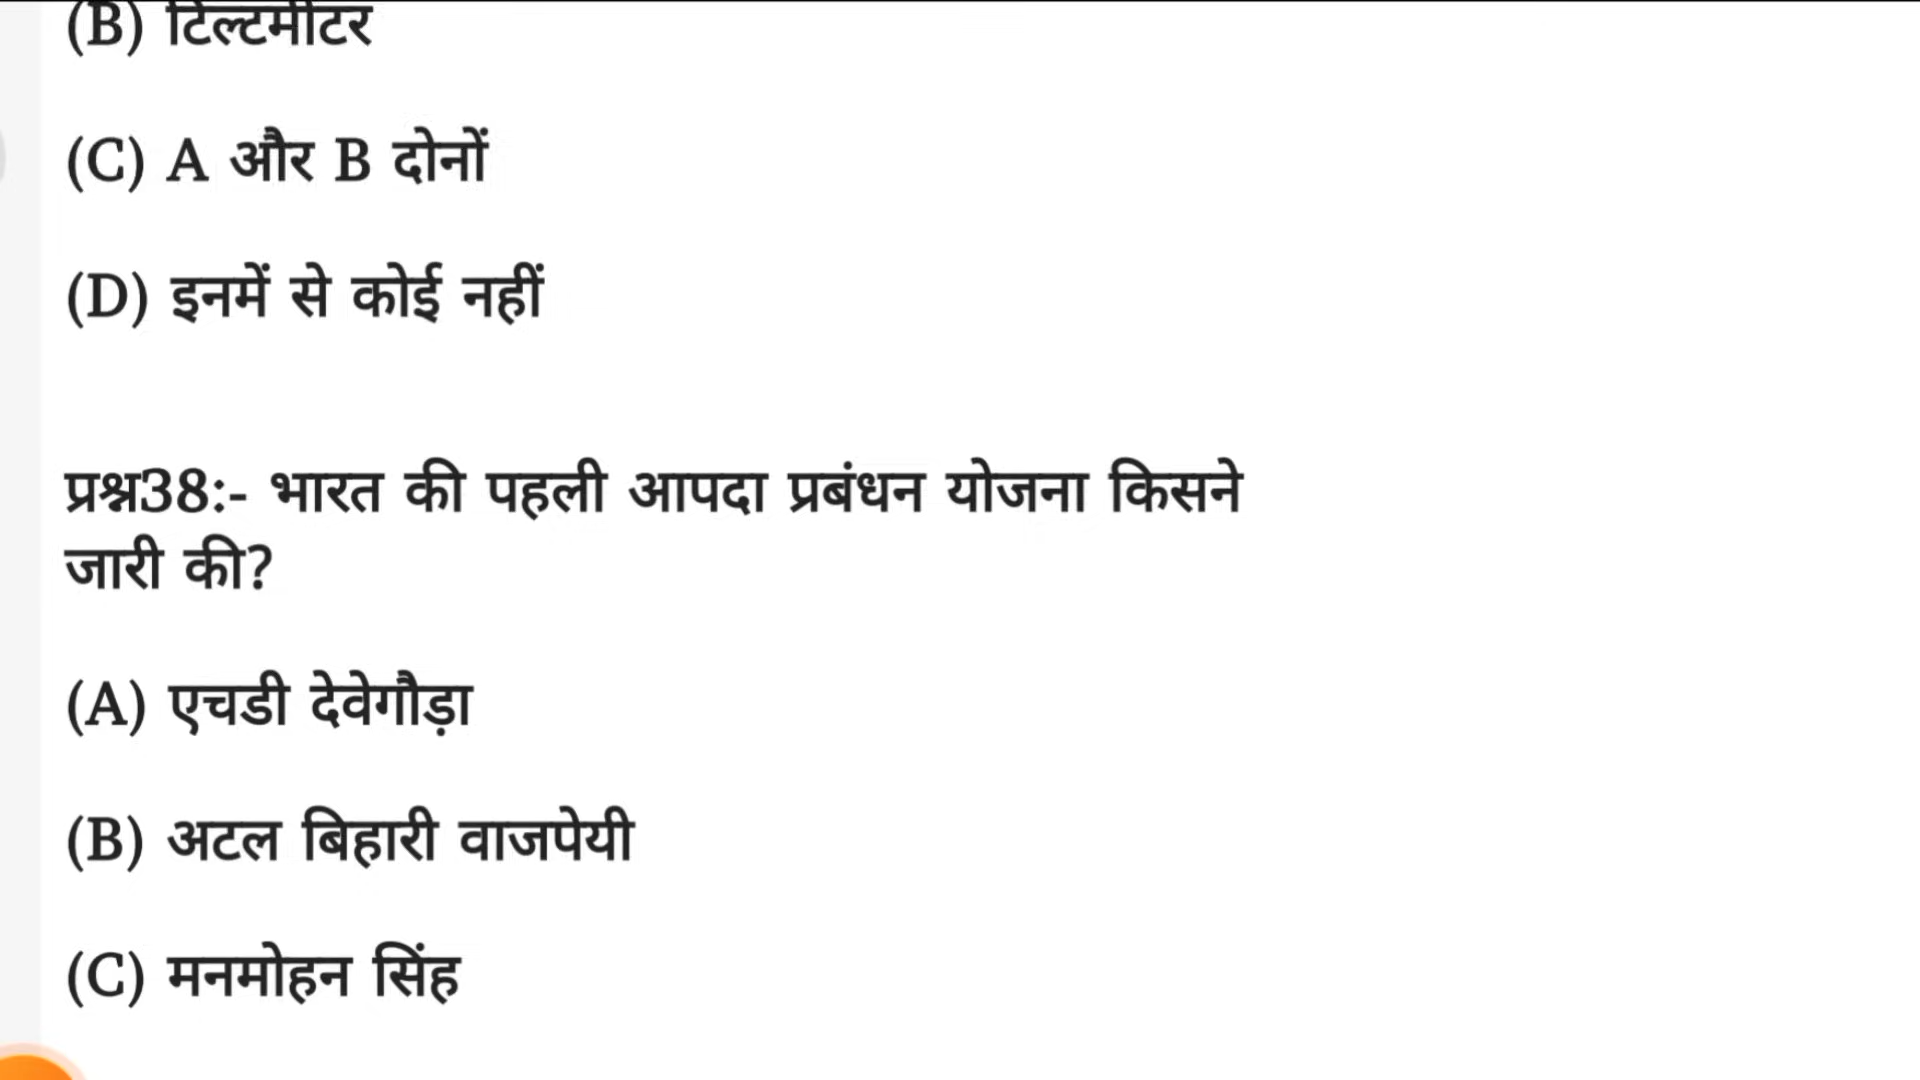 (B) टिल्टमीटर
(C) A और B दोनों
(D) इनमें से कोई नहीं
प्रश्न38:- भारत की पहली आपदा प्रबंधन योजना किसने
जारी की?
(A) एचडी देवेगौड़ा
(B) अटल बिहारी वाजपेयी
(C) मनमोहन सिंह